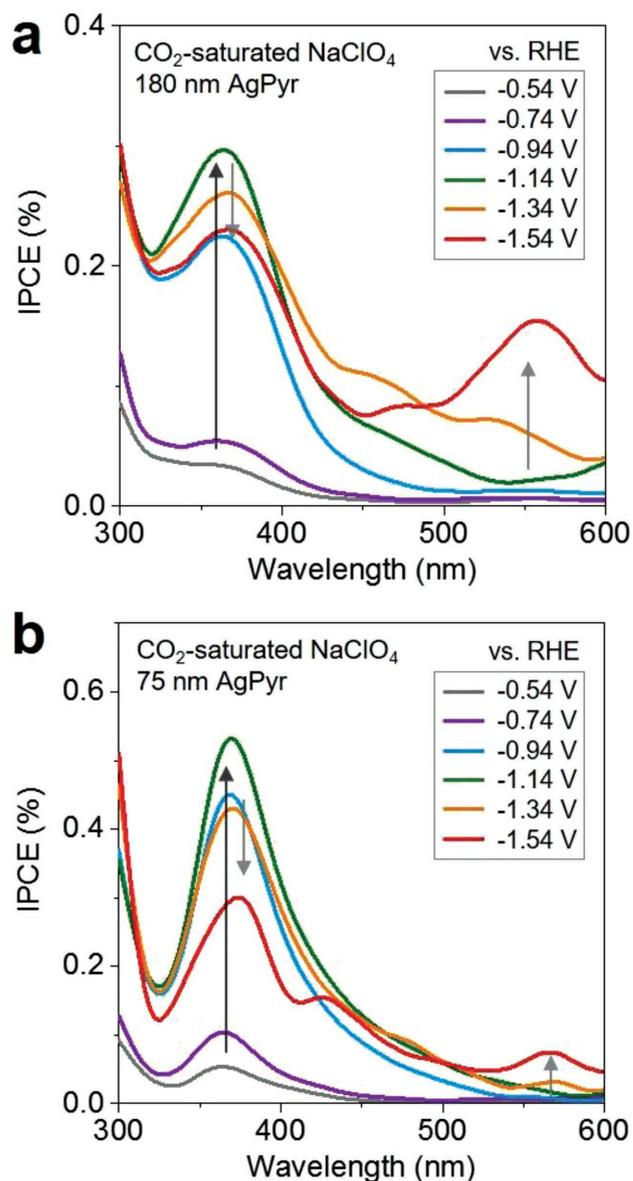 a
CO₂-saturated NaClO₄
180 nm AgPyr
vs. RHE
-0.54 V
-0.74 V
-0.94 V
-1.14 V
-1.34 V
-1.54 V
0.4
0.2
0.0
IPCE (%)
300 400 500 600
Wavelength (nm)
b
CO₂-saturated NaClO₄
75 nm AgPyr
vs. RHE
-0.54 V
-0.74 V
-0.94 V
-1.14 V
-1.34 V
-1.54 V
0.6
0.4
0.2
0.0
IPCE (%)
300 400 500 600
Wavelength (nm)